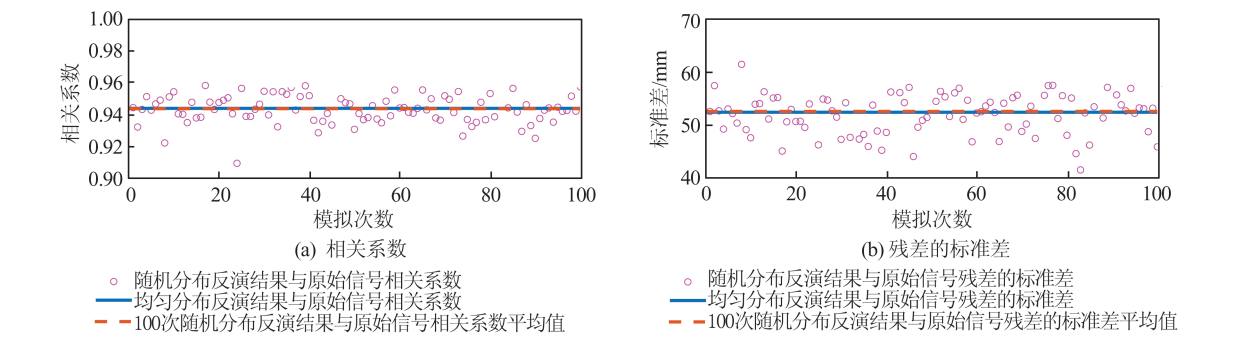 1.00
0.98
0.96
0.94
0.92
0.90
相关系数
0 20 40 60 80 100
模拟次数
(a) 相关系数
随机分布反演结果与原始信号相关系数
均匀分布反演结果与原始信号相关系数
100次随机分布反演结果与原始信号相关系数平均值
70
60
50
40
标准差/mm
0 20 40 60 80 100
模拟次数
(b) 残差的标准差
随机分布反演结果与原始信号残差的标准差
均匀分布反演结果与原始信号残差的标准差
100次随机分布反演结果与原始信号残差的标准差平均值